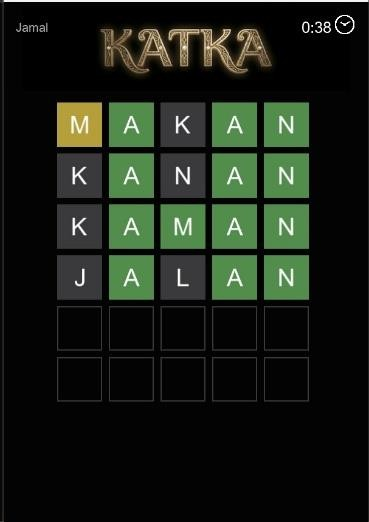 Jamal
KATKA
0:38
M A K A N
K A N A N
K A M A N
J A L A N